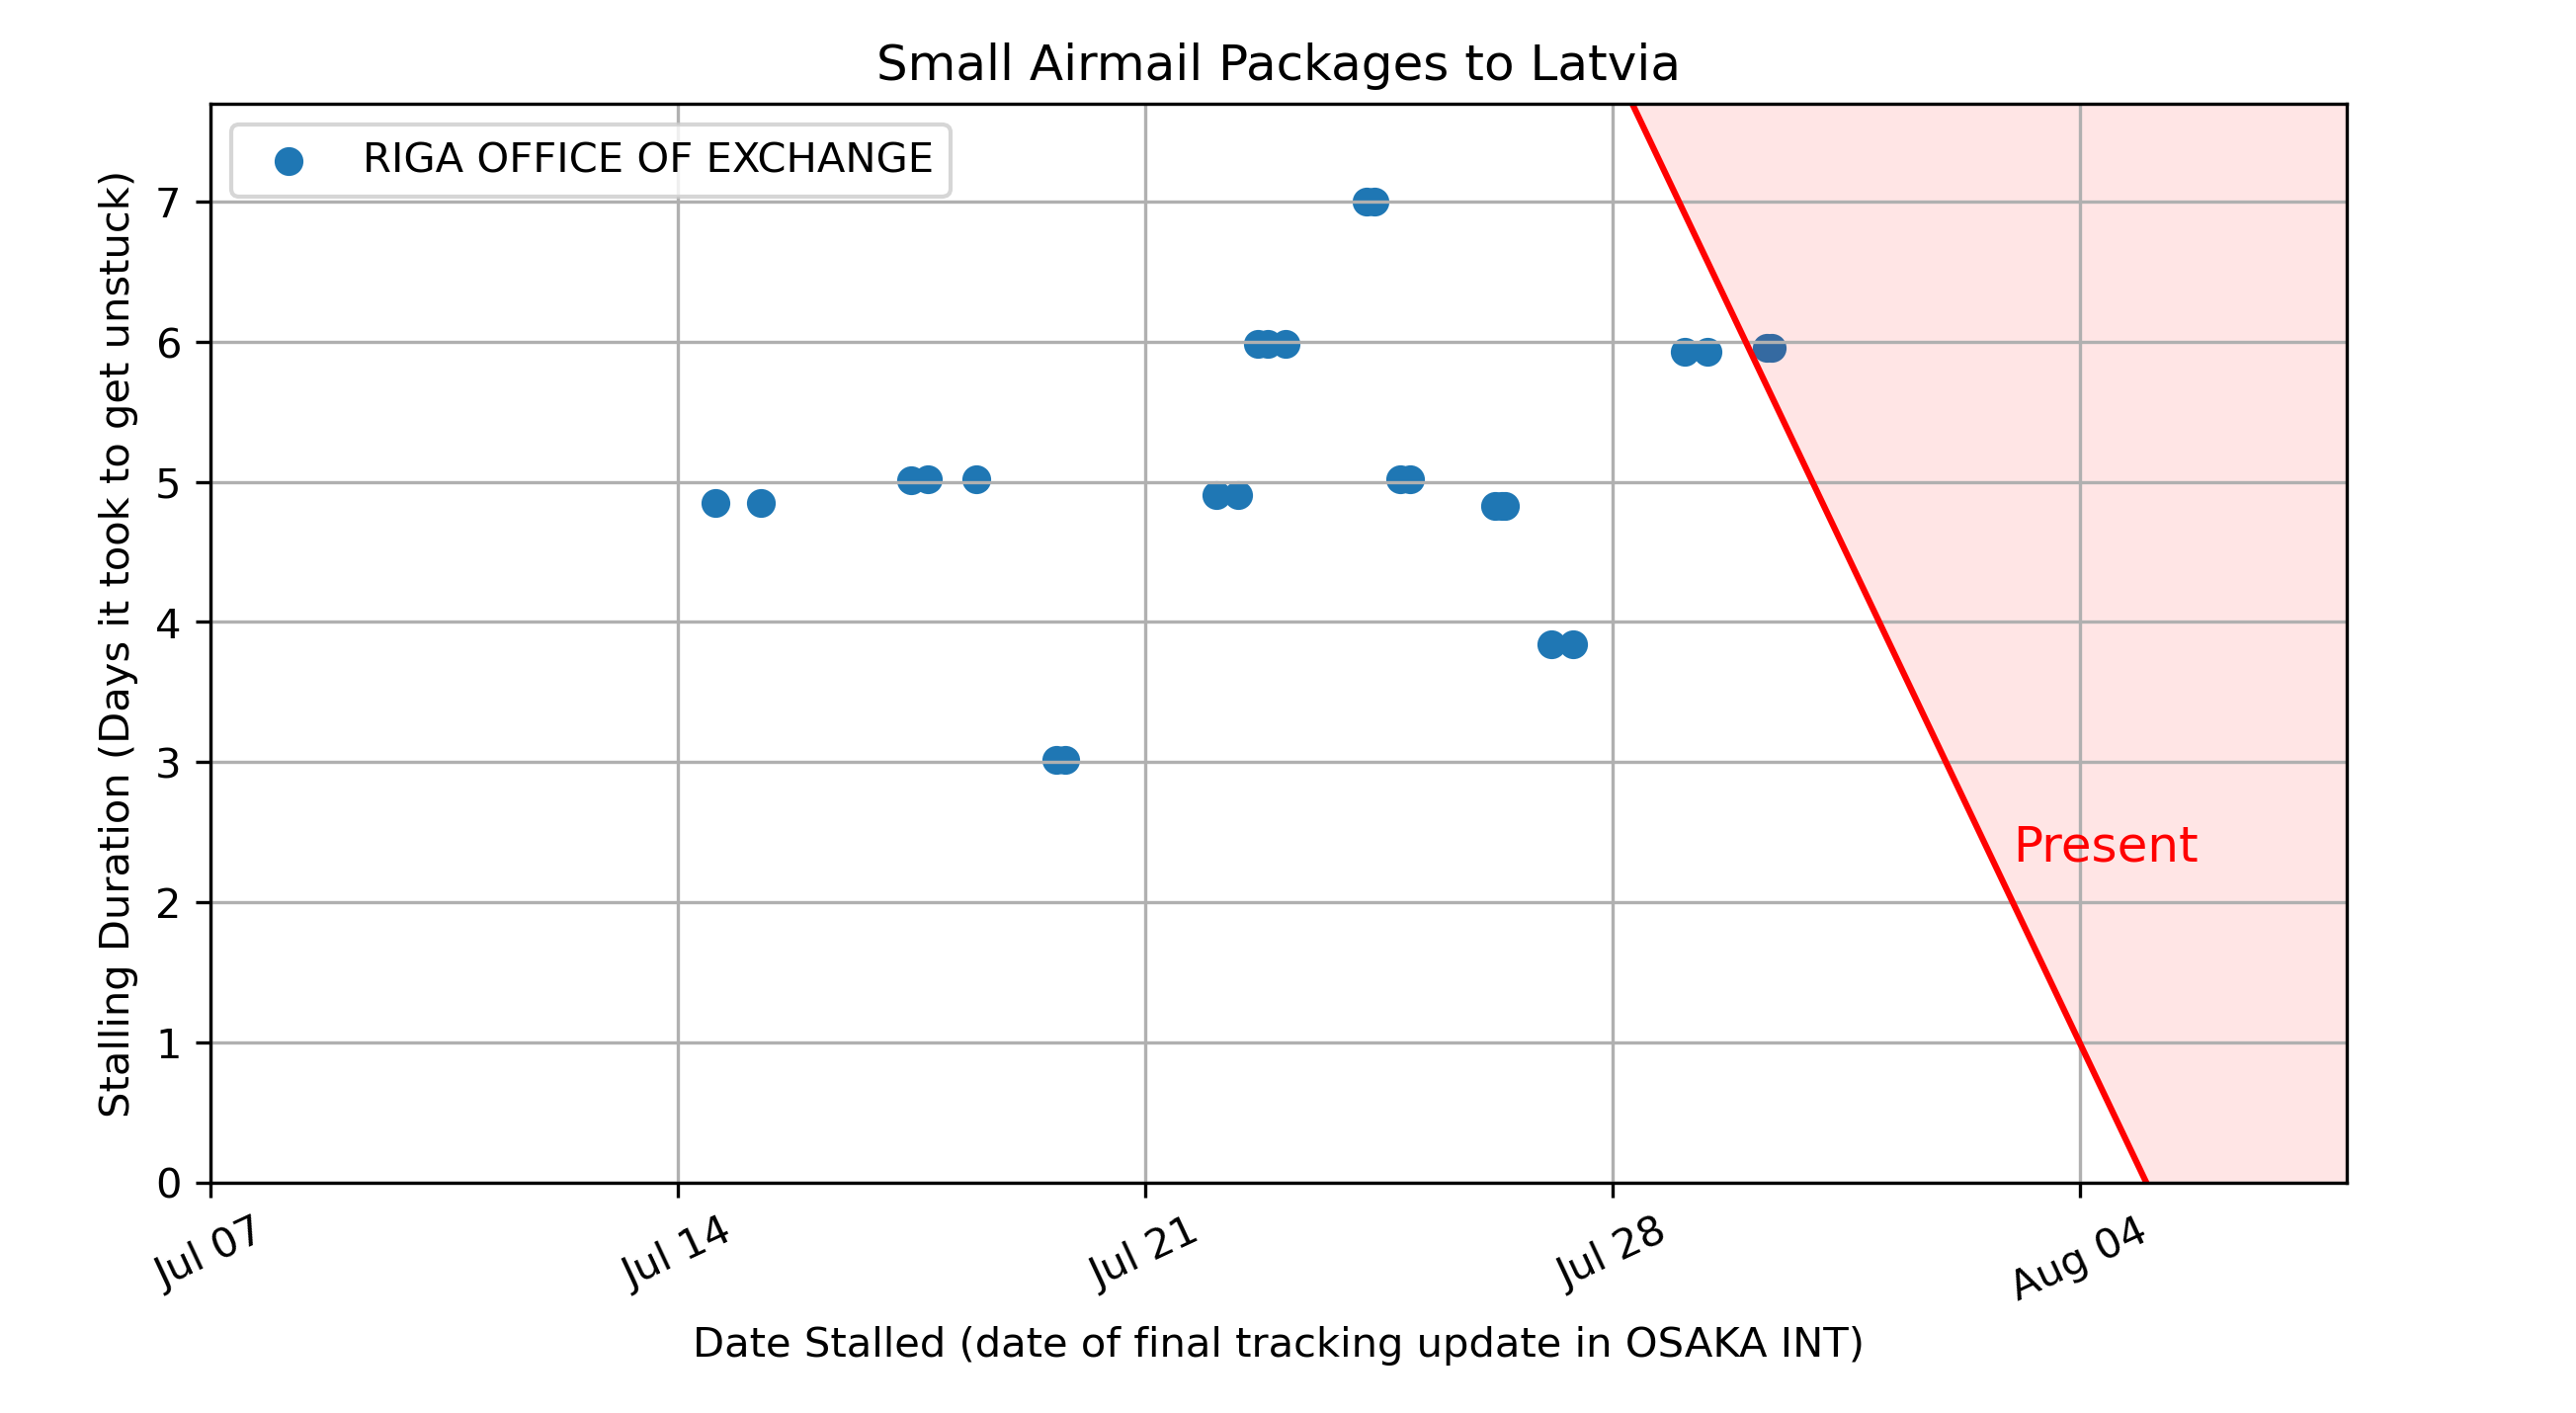 Small Airmail Packages to Latvia
RIGA OFFICE OF EXCHANGE
Stalling Duration (Days it took to get unstuck)
7
6
5
4
3
2
1
0
Present
Jul 07
Jul 14
Jul 21
Jul 28
Aug 04
Date Stalled (date of final tracking update in OSAKA INT)